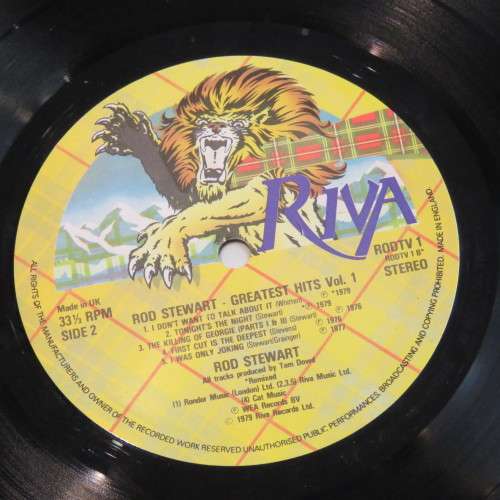 RIVA
RODTV 1
RODTV 1 B*
STEREO
Made in UK
33⅓ RPM
SIDE 2
ROD STEWART - GREATEST HITS Vol. 1
1. I DON'T WANT TO TALK ABOUT IT (Whitten) * ℗ *1979
2. TONIGHT'S THE NIGHT (Stewart) ℗ 1976
3. THE KILLING OF GEORGIE (PARTS I & II) (Stewart) ℗ 1976
4. FIRST CUT IS THE DEEPEST (Stevens) ℗ 1976
5. I WAS ONLY JOKING (Stewart/Grainger) ℗ 1977
ROD STEWART
All tracks produced by Tom Dowd
*Remixed
(1) Rondor Music (London) Ltd. (2,3,5) Riva Music Ltd.
(4) Cat Music
℗ WEA Records BV
© 1979 Riva Records Ltd.
ALL RIGHTS OF THE MANUFACTURERS AND OWNER OF THE RECORDED WORK RESERVED. UNAUTHORISED PUBLIC PERFORMANCES, BROADCASTING AND COPYING PROHIBITED. MADE IN ENGLAND